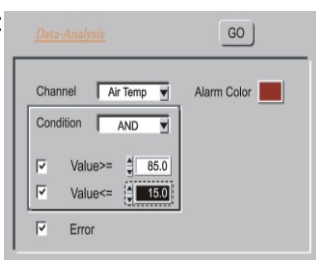 Data-Analysis GO
Channel Air Temp Alarm Color
Condition AND
Value>= 85.0
Value<= 15.0
Error